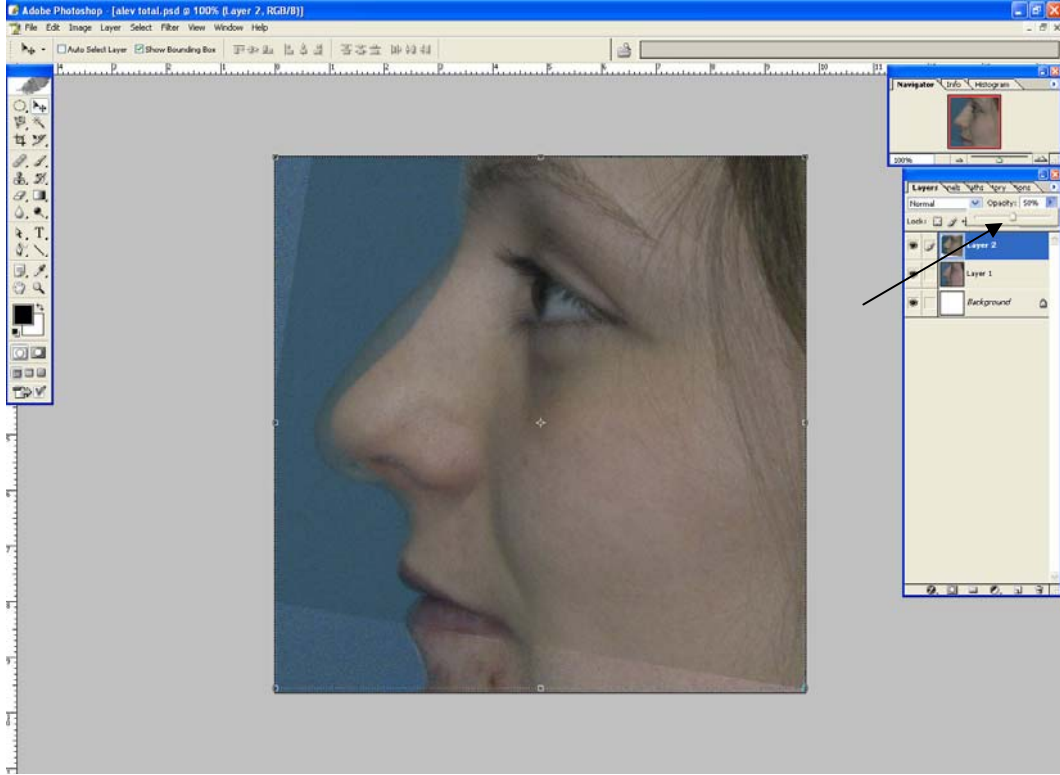 Adobe Photoshop - [alev total.psd @ 100% (Layer 2, RGB/8)]
File Edit Image Layer Select Filter View Window Help
Auto Select Layer Show Bounding Box
Navigator Info Histogram
100%
Layers
Normal Opacity: 50%
Lock:
Layer 2
Layer 1
Background